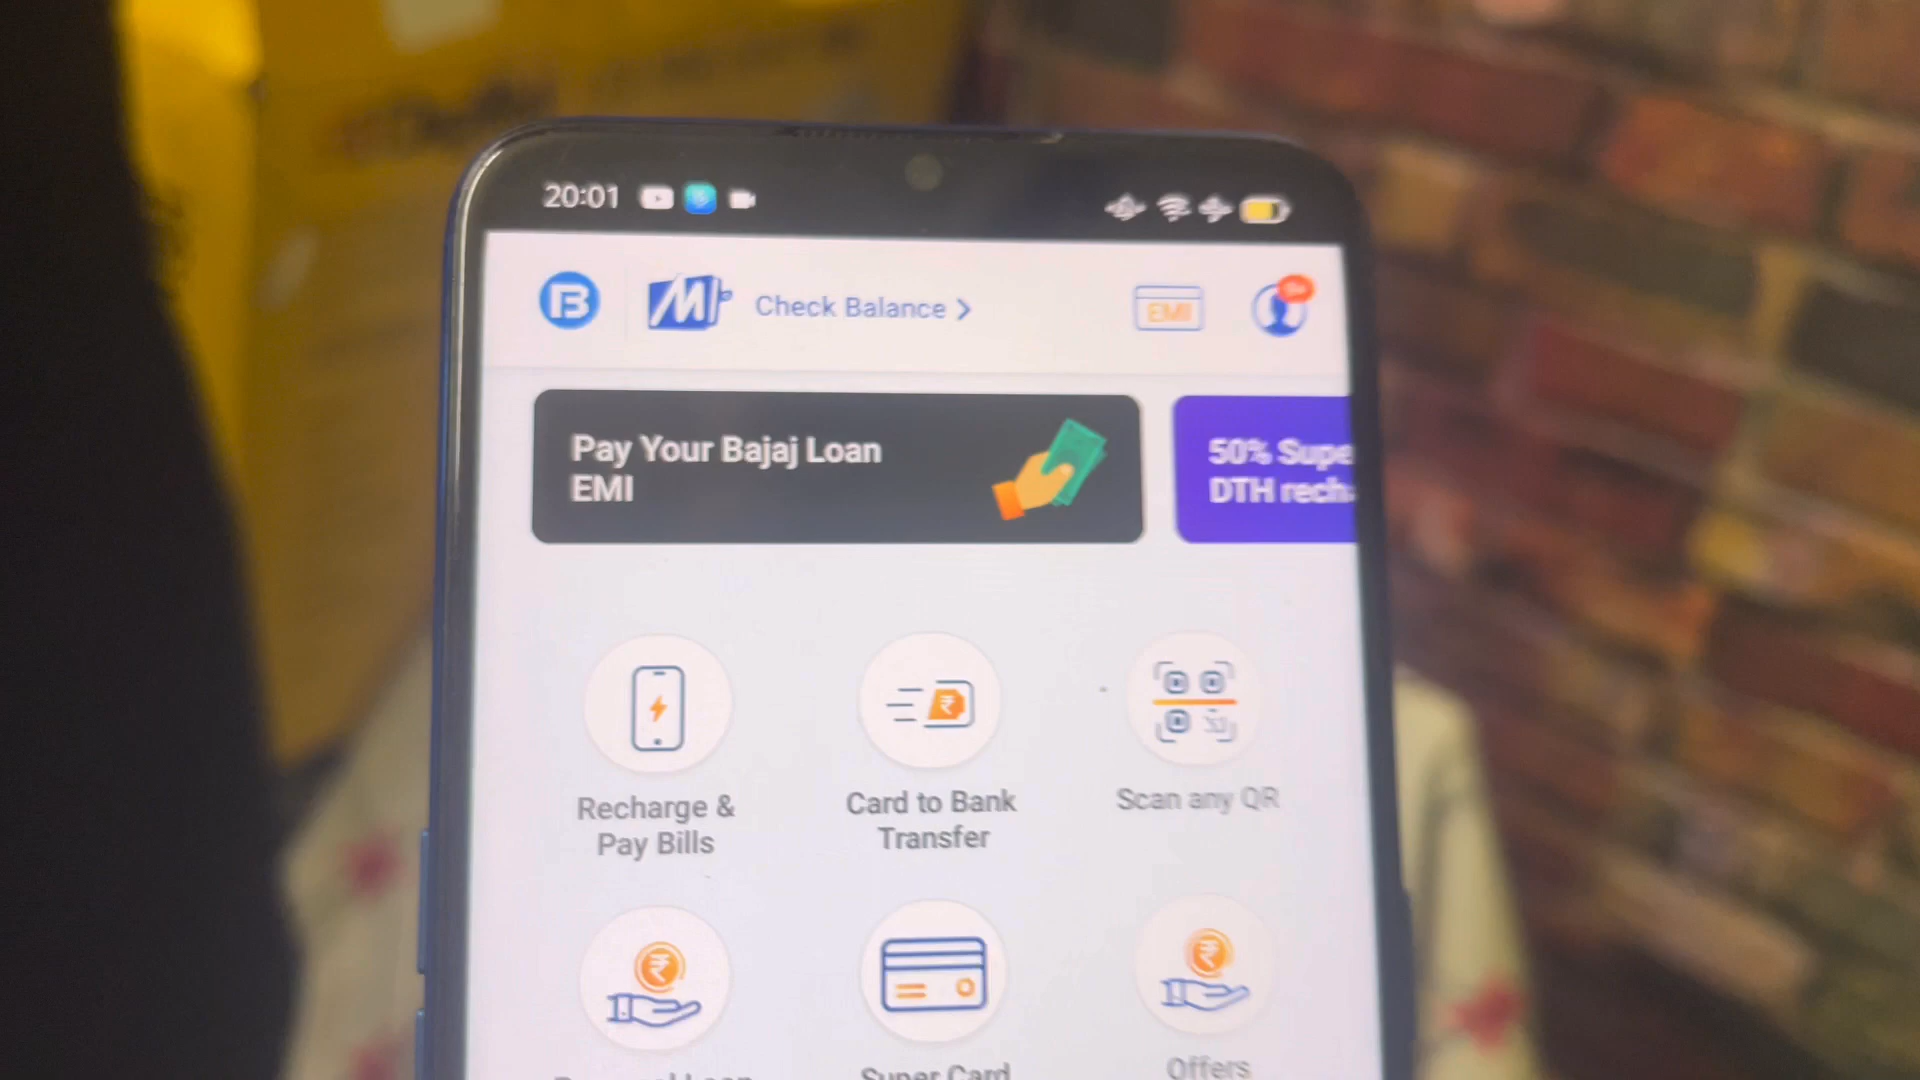 20:01
Check Balance >
EMI
Pay Your Bajaj Loan
EMI
50% Supe
DTH rech
Recharge &
Pay Bills
Card to Bank
Transfer
Scan any QR
Super Card
Offers